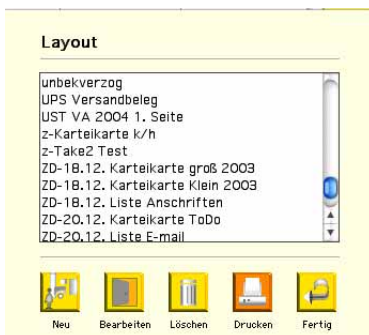 Layout
unbekverzog
UPS Versandbeleg
UST VA 2004 1. Seite
z-Karteikarte k/h
z-Take2 Test
ZD-18.12. Karteikarte groß 2003
ZD-18.12. Karteikarte Klein 2003
ZD-18.12. Liste Anschriften
ZD-20.12. Karteikarte ToDo
ZD-20.12. Liste E-mail
Neu Bearbeiten Löschen Drucken Fertig